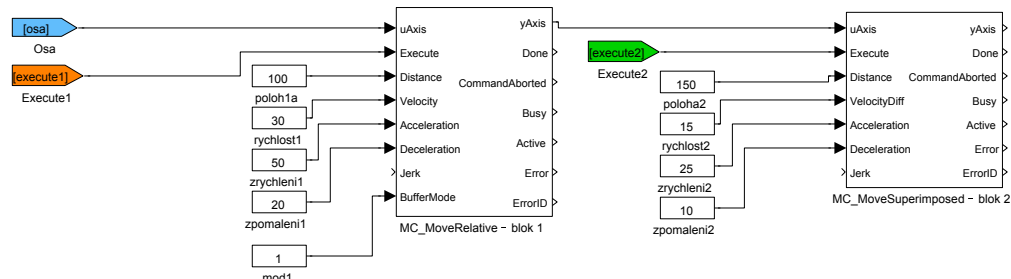 [osa]
Osa
[execute1]
Execute1
100
poloh1a
30
rychlost1
50
zrychleni1
20
zpomaleni1
1
mod1
uAxis
Execute
Distance
Velocity
Acceleration
Deceleration
Jerk
BufferMode
yAxis
Done
CommandAborted
Busy
Active
Error
ErrorID
MC_MoveRelative - blok 1
[execute2]
Execute2
150
poloha2
15
rychlost2
25
zrychleni2
10
zpomaleni2
uAxis
Execute
Distance
VelocityDiff
Acceleration
Deceleration
Jerk
yAxis
Done
CommandAborted
Busy
Active
Error
ErrorID
MC_MoveSuperimposed - blok 2